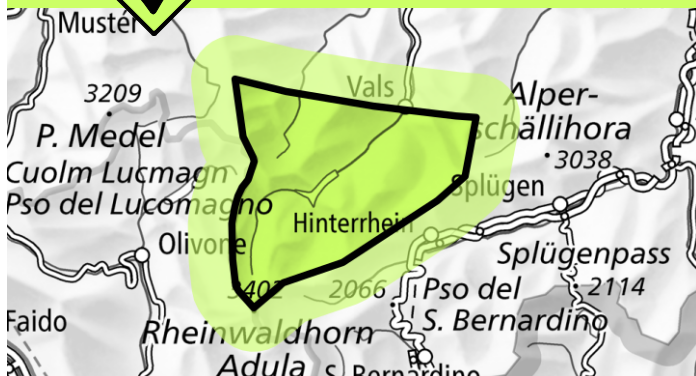 Mustér
3209
P. Medel
Cuolm Lucmagn
Pso del Lucomagno
Vals
Alper-
schällihora
3038
Splügen
Hinterrhein
Olivone
3402
2066
Splügenpass
2114
Pso del
S. Bernardino
Faido
Rheinwaldhorn
Adula
S. Bernardino